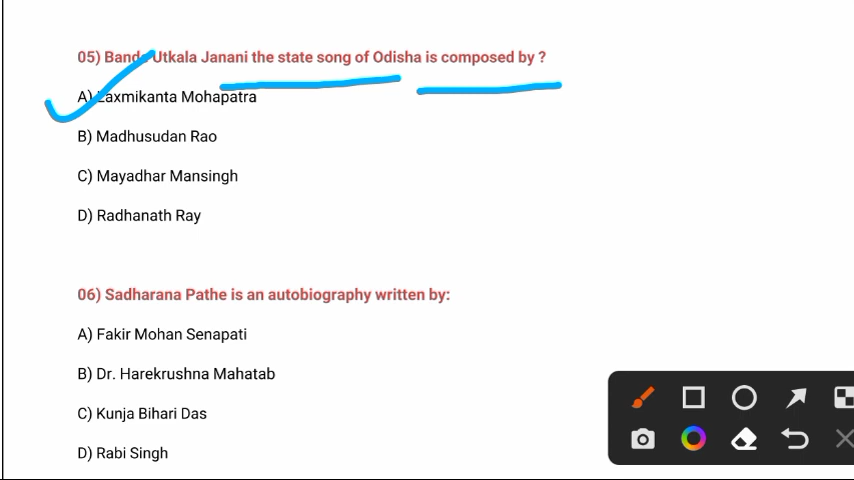 05) Bande Utkala Janani the state song of Odisha is composed by ?
A) Laxmikanta Mohapatra
B) Madhusudan Rao
C) Mayadhar Mansingh
D) Radhanath Ray
06) Sadharana Pathe is an autobiography written by:
A) Fakir Mohan Senapati
B) Dr. Harekrushna Mahatab
C) Kunja Bihari Das
D) Rabi Singh